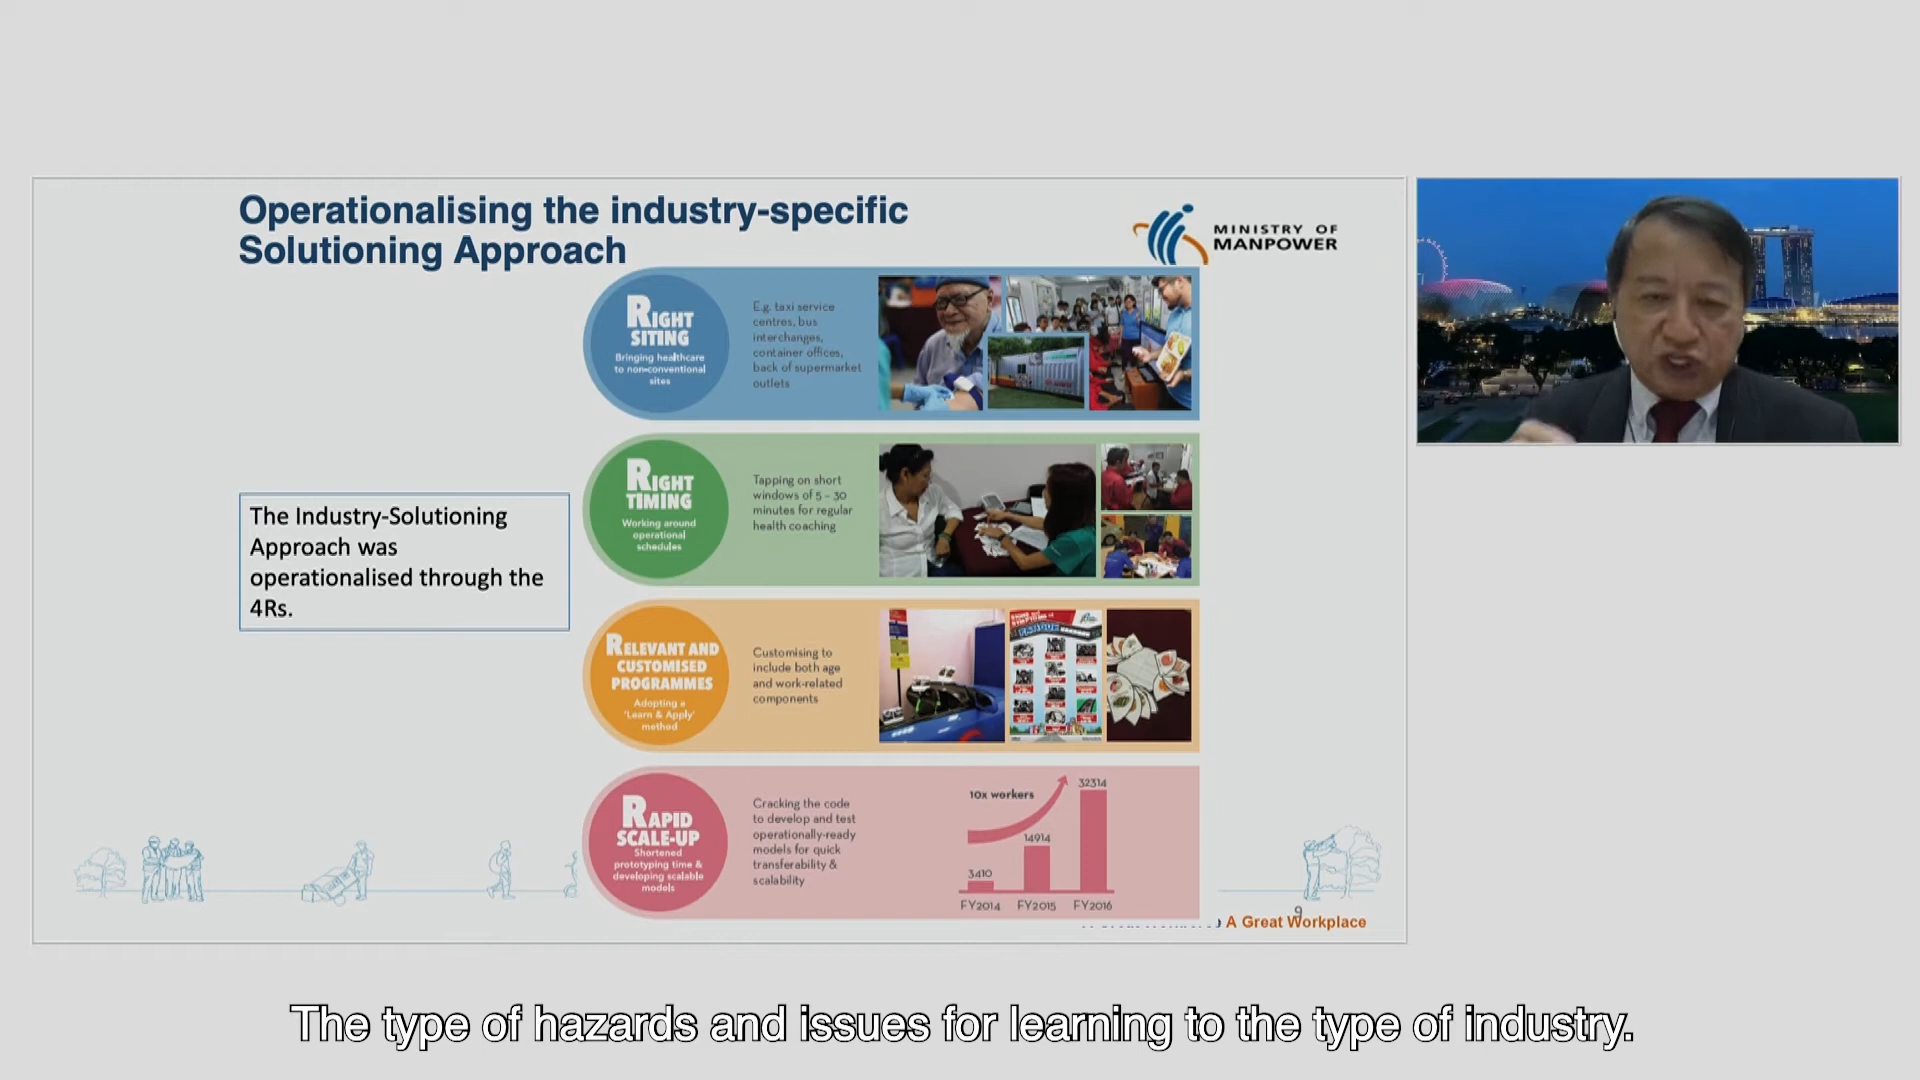 Operationalising the industry-specific
Solutioning Approach
MINISTRY OF
MANPOWER
The Industry-Solutioning
Approach was
operationalised through the
4Rs.
RIGHT
SITING
Bringing healthcare
to non-conventional
sites
E.g. taxi service
centres, bus
interchanges,
container offices,
back of supermarket
outlets
RIGHT
TIMING
Working around
operational
schedules
Tapping on short
windows of 5 - 30
minutes for regular
health coaching
RELEVANT AND
CUSTOMISED
PROGRAMMES
Adopting a
'Learn & Apply'
method
Customising to
include both age
and work-related
components
FATIGUE
RAPID
SCALE-UP
Shortened
prototyping time &
developing scalable
models
Cracking the code
to develop and test
operationally-ready
models for quick
transferability &
scalability
10x workers
32314
14914
3410
FY2014 FY2015 FY2016
9
A Great Workplace
The type of hazards and issues for learning to the type of industry.